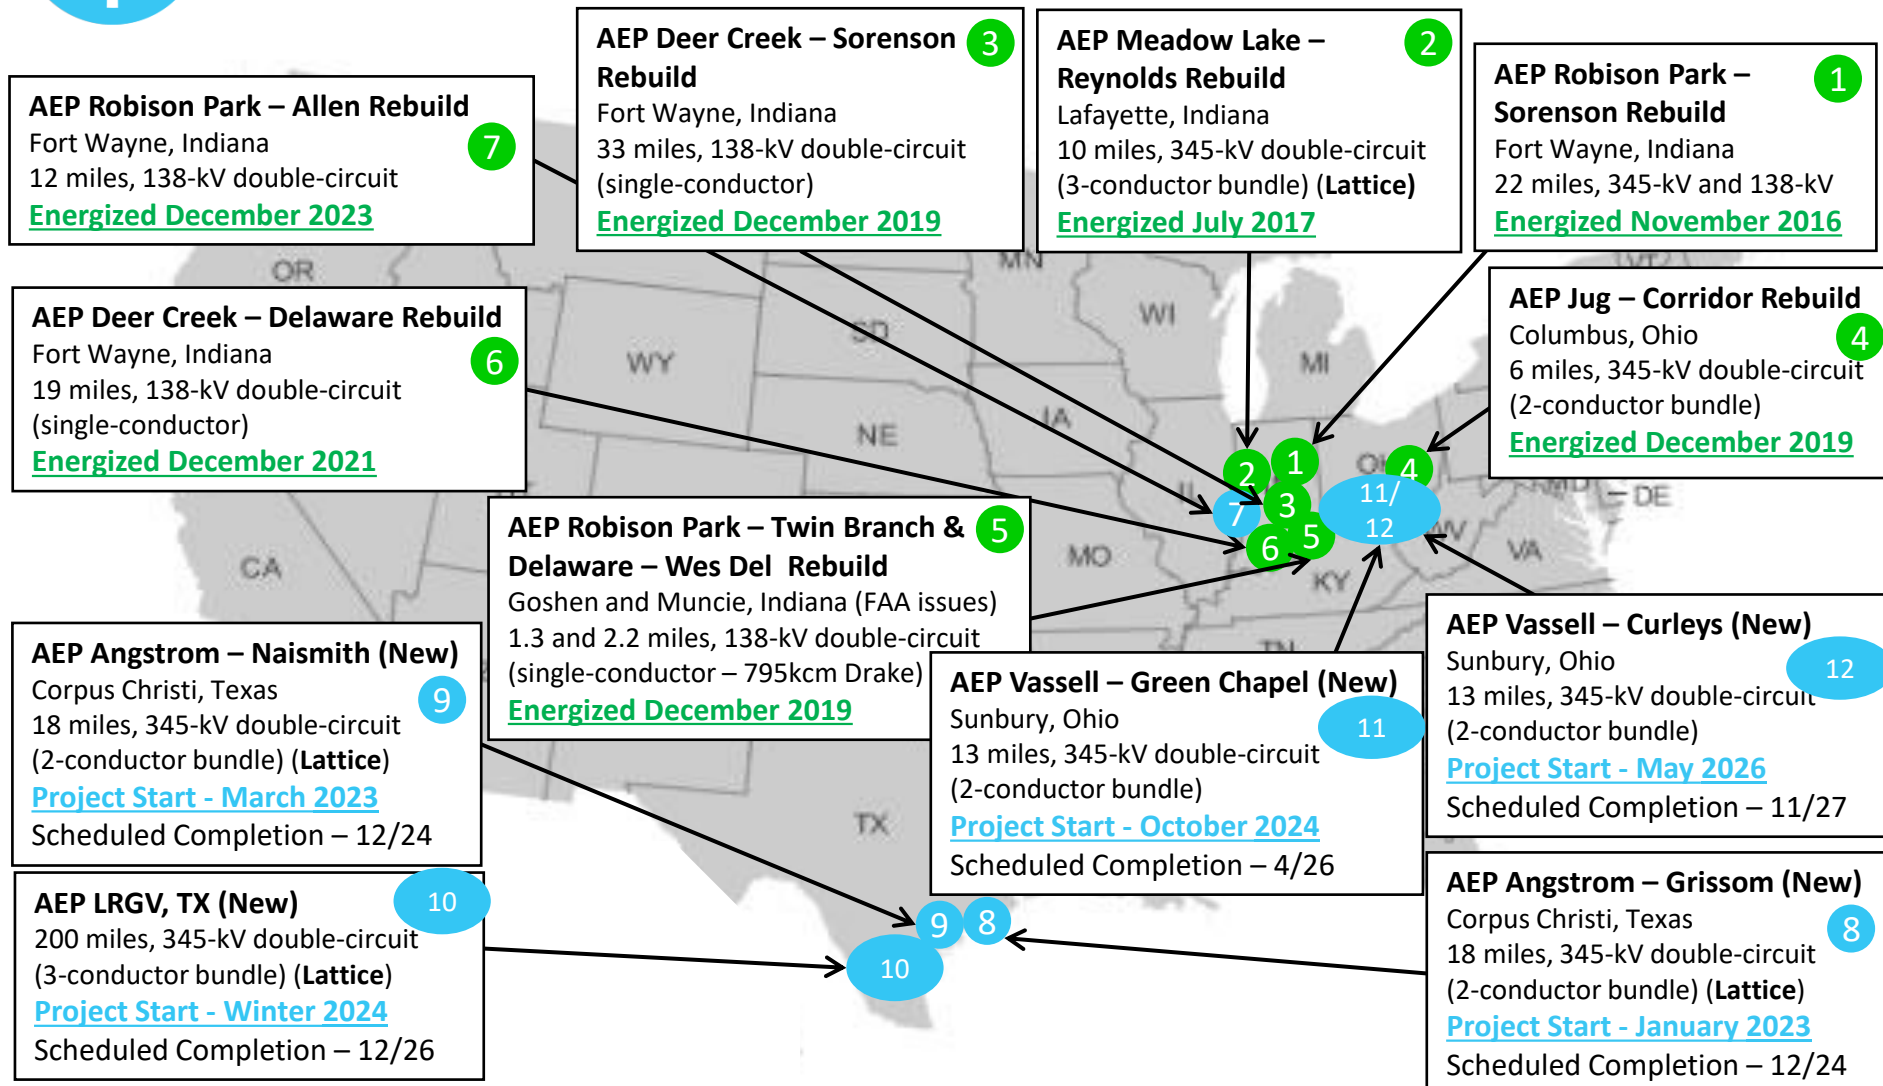 AEP Robison Park – Allen Rebuild
7
Fort Wayne, Indiana
12 miles, 138-kV double-circuit
Energized December 2023
AEP Deer Creek – Sorenson
3
Rebuild
Fort Wayne, Indiana
33 miles, 138-kV double-circuit
(single-conductor)
Energized December 2019
AEP Meadow Lake –
2
Reynolds Rebuild
Lafayette, Indiana
10 miles, 345-kV double-circuit
(3-conductor bundle) (Lattice)
Energized July 2017
AEP Robison Park –
1
Sorenson Rebuild
Fort Wayne, Indiana
22 miles, 345-kV and 138-kV
Energized November 2016
AEP Deer Creek – Delaware Rebuild
Fort Wayne, Indiana
6
19 miles, 138-kV double-circuit
(single-conductor)
Energized December 2021
AEP Jug – Corridor Rebuild
Columbus, Ohio
4
6 miles, 345-kV double-circuit
(2-conductor bundle)
Energized December 2019
AEP Robison Park – Twin Branch &
5
Delaware – Wes Del Rebuild
Goshen and Muncie, Indiana (FAA issues)
1.3 and 2.2 miles, 138-kV double-circuit
(single-conductor – 795kcm Drake)
Energized December 2019
AEP Angstrom – Naismith (New)
Corpus Christi, Texas
9
18 miles, 345-kV double-circuit
(2-conductor bundle) (Lattice)
Project Start - March 2023
Scheduled Completion – 12/24
AEP LRGV, TX (New)
10
200 miles, 345-kV double-circuit
(3-conductor bundle) (Lattice)
Project Start - Winter 2024
Scheduled Completion – 12/26
AEP Vassell – Green Chapel (New)
Sunbury, Ohio
11
13 miles, 345-kV double-circuit
(2-conductor bundle)
Project Start - October 2024
Scheduled Completion – 4/26
AEP Vassell – Curleys (New)
Sunbury, Ohio
12
13 miles, 345-kV double-circuit
(2-conductor bundle)
Project Start - May 2026
Scheduled Completion – 11/27
AEP Angstrom – Grissom (New)
Corpus Christi, Texas
8
18 miles, 345-kV double-circuit
(2-conductor bundle) (Lattice)
Project Start - January 2023
Scheduled Completion – 12/24
OR
MN
VT
WI
SD
WY
MI
IA
NE
2
1
4
3
11/
12
7
IL
MD
DE
5
6
WV
VA
MO
CA
KY
TN
TX
9
8
10